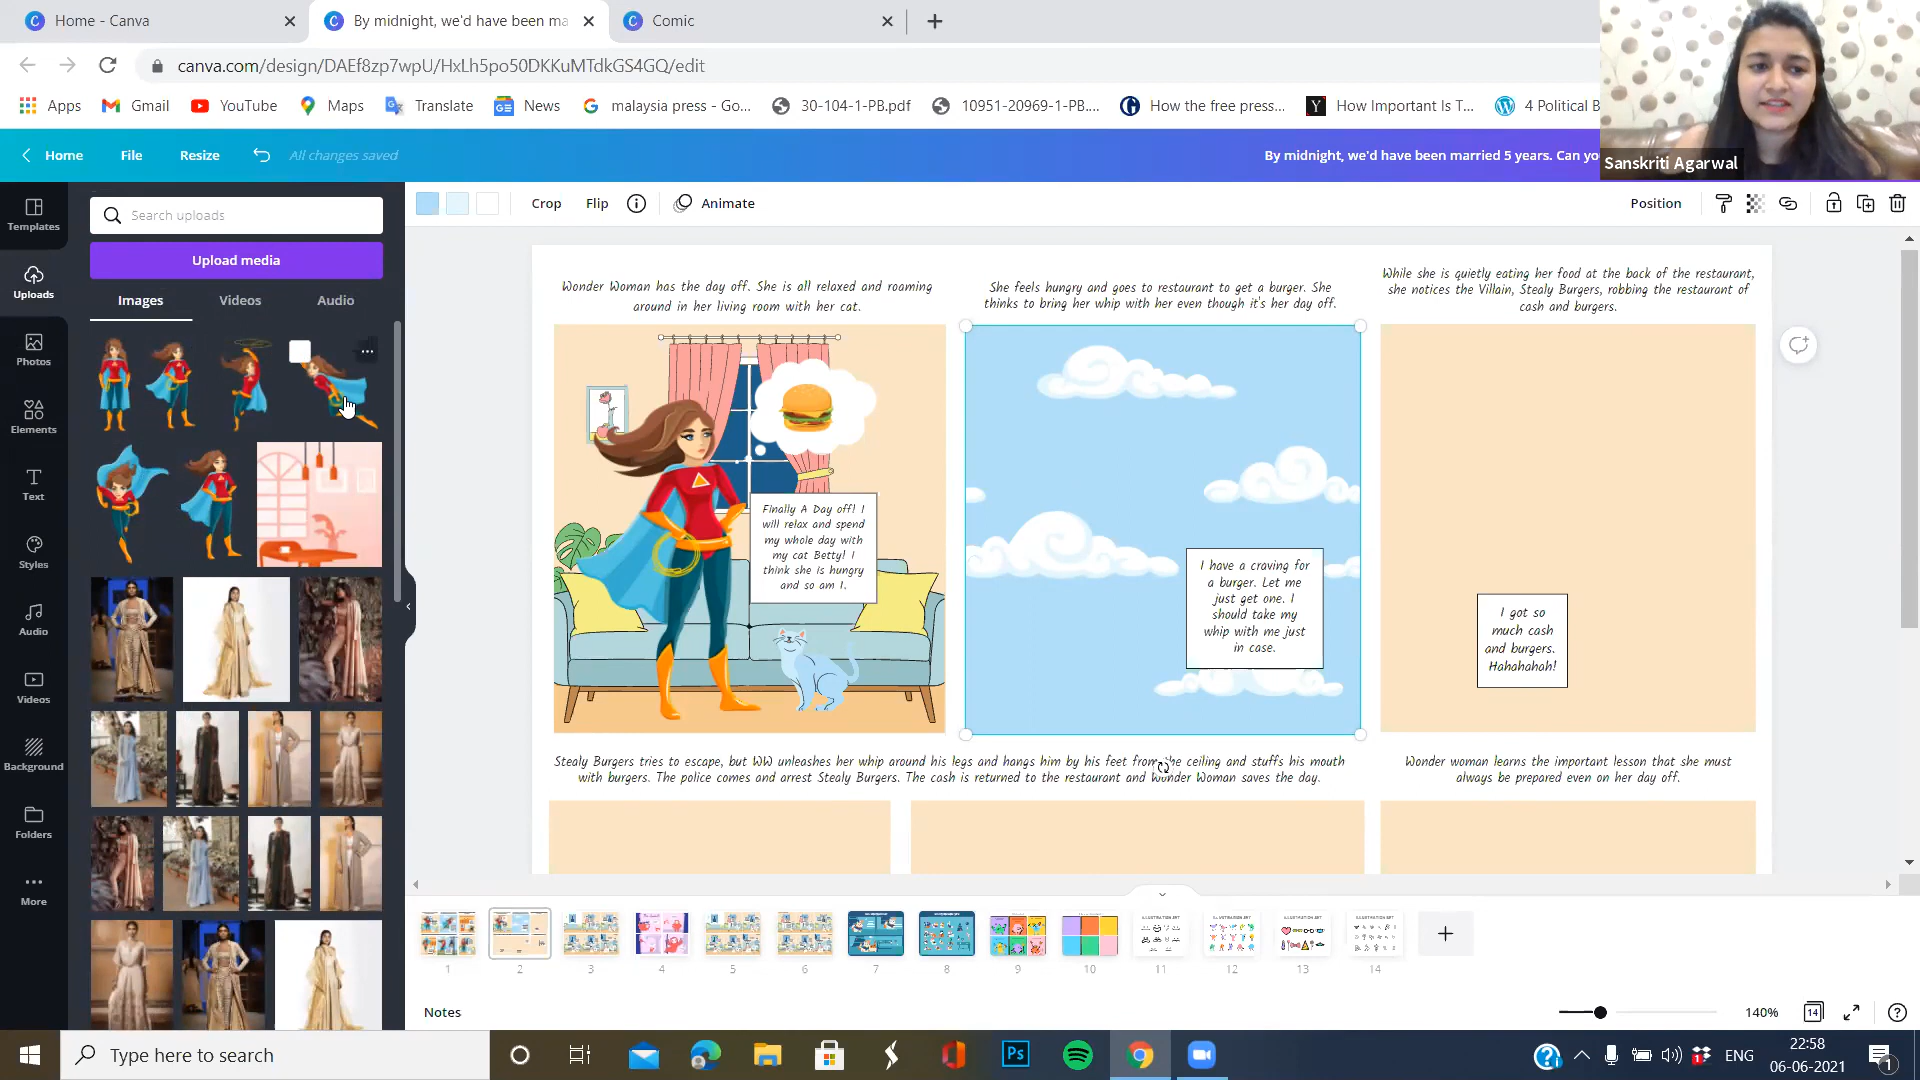 Home - Canva
By midnight, we'd have been ma
Comic
canva.com/design/DAEf8zp7wpU/HxLh5po50DKKuMTdkGS4GQ/edit
Apps
Gmail
YouTube
Maps
Translate
News
malaysia press - Go...
30-104-1-PB.pdf
10951-20969-1-PB....
How the free press...
How Important Is T...
4 Political B
Home
File
Resize
All changes saved
By midnight, we'd have been married 5 years. Can yo
Sanskriti Agarwal
Templates
Uploads
Photos
Elements
Text
Styles
Audio
Videos
Background
Folders
More
Search uploads
Upload media
Images
Videos
Audio
Crop
Flip
Animate
Position
Wonder Woman has the day off. She is all relaxed and roaming
around in her living room with her cat.
She feels hungry and goes to restaurant to get a burger. She
thinks to bring her whip with her even though it's her day off.
While she is quietly eating her food at the back of the restaurant,
she notices the Villain, Stealy Burgers, robbing the restaurant of
cash and burgers.
Finally A Day off! I
will relax and spend
my whole day with
my cat Betty! I
think she is hungry
and so am I.
I have a craving for
a burger. Let me
just get one. I
should take my
whip with me just
in case.
I got so
much cash
and burgers.
Hahahahah!
Stealy Burgers tries to escape, but WW unleashes her whip around his legs and hangs him by his feet from the ceiling and stuffs his mouth
with burgers. The police comes and arrest Stealy Burgers. The cash is returned to the restaurant and Wonder Woman saves the day.
Wonder woman learns the important lesson that she must
always be prepared even on her day off.
1
2
3
4
5
6
7
8
9
10
11
12
13
14
ILLUSTRATION SET
ILLUSTRATION SET
ILLUSTRATION SET
ILLUSTRATION SET
Notes
140%
14
Type here to search
Ps
ENG
22:58
06-06-2021
1